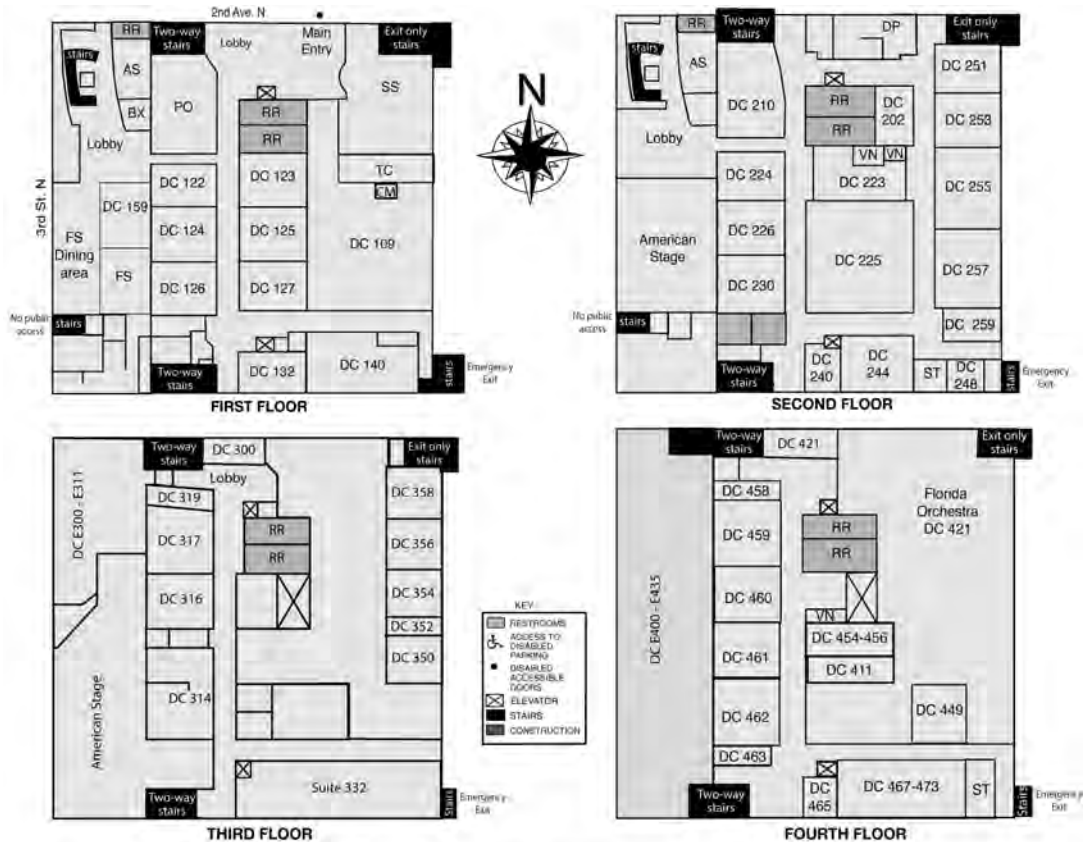 2nd Ave. N
RR
Two-way
stairs
Lobby
Main
Entry
Exit only
stairs
stairs
AS
BX
PO
RR
RR
SS
Lobby
TC
CM
3rd St. N
DC 159
DC 122
DC 123
DC 124
DC 125
DC 109
FS
Dining
area
FS
DC 126
DC 127
No public
access
stairs
Two-way
stairs
DC 132
DC 140
stairs
Emergency
Exit
FIRST FLOOR
N
RR
Two-way
stairs
DP
Exit only
stairs
stairs
AS
DC 210
RR
RR
DC
202
DC 251
DC 253
Lobby
VN
VN
DC 224
DC 223
DC 255
American
Stage
DC 226
DC 225
DC 230
DC 257
No public
access
stairs
DC 259
Two-way
stairs
DC
240
DC
244
ST
DC
248
stairs
Emergency
Exit
SECOND FLOOR
DC E300 - E311
Two-way
stairs
DC 300
Lobby
Exit only
stairs
DC 319
DC 358
DC 317
RR
RR
DC 356
DC 316
DC 354
DC 352
DC 350
DC 314
American Stage
Two-way
stairs
Suite 332
Stairs
Emergency
Exit
THIRD FLOOR
KEY
RESTROOMS
ACCESS TO
DISABLED
PARKING
DISABLED
ACCESSIBLE
DOORS
ELEVATOR
STAIRS
CONSTRUCTION
Two-way
stairs
DC 421
Exit only
stairs
DC 458
Florida
Orchestra
DC 421
DC 459
RR
RR
DC E400 - E435
DC 460
VN
DC 454-456
DC 461
DC 411
DC 462
DC 449
DC 463
Two-way
stairs
DC
465
DC 467-473
ST
Stairs
Emergency
Exit
FOURTH FLOOR